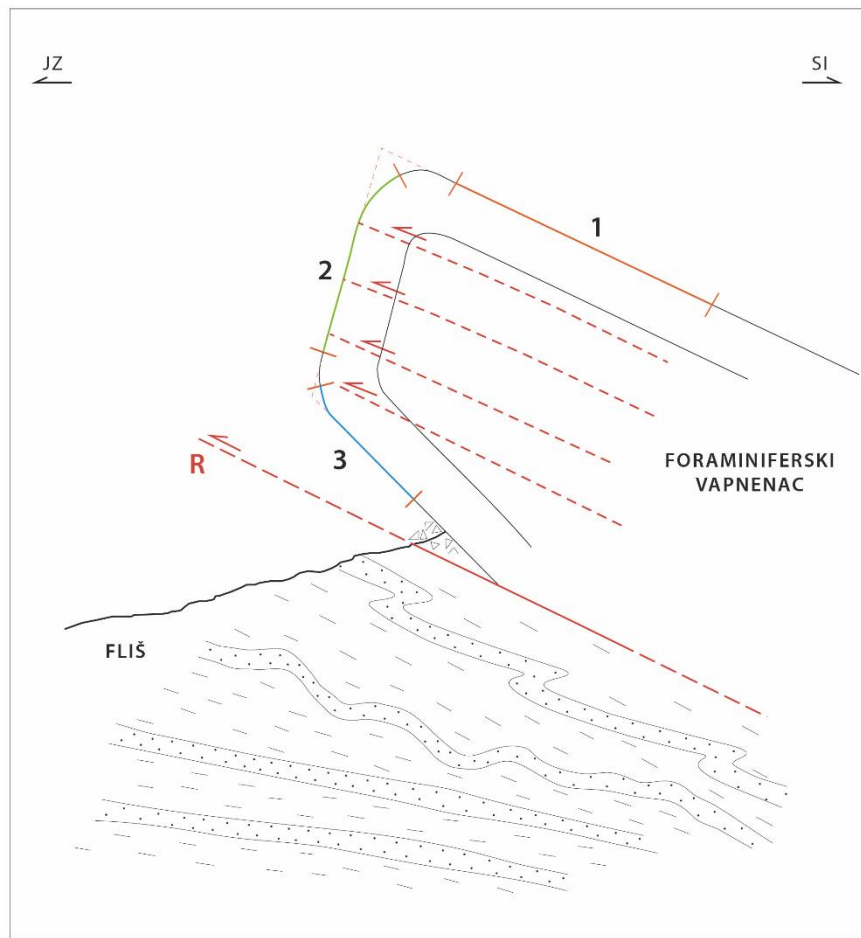 JZ
SI
1
2
3
R
FORAMINIFERSKI
VAPNENAC
FLIŠ